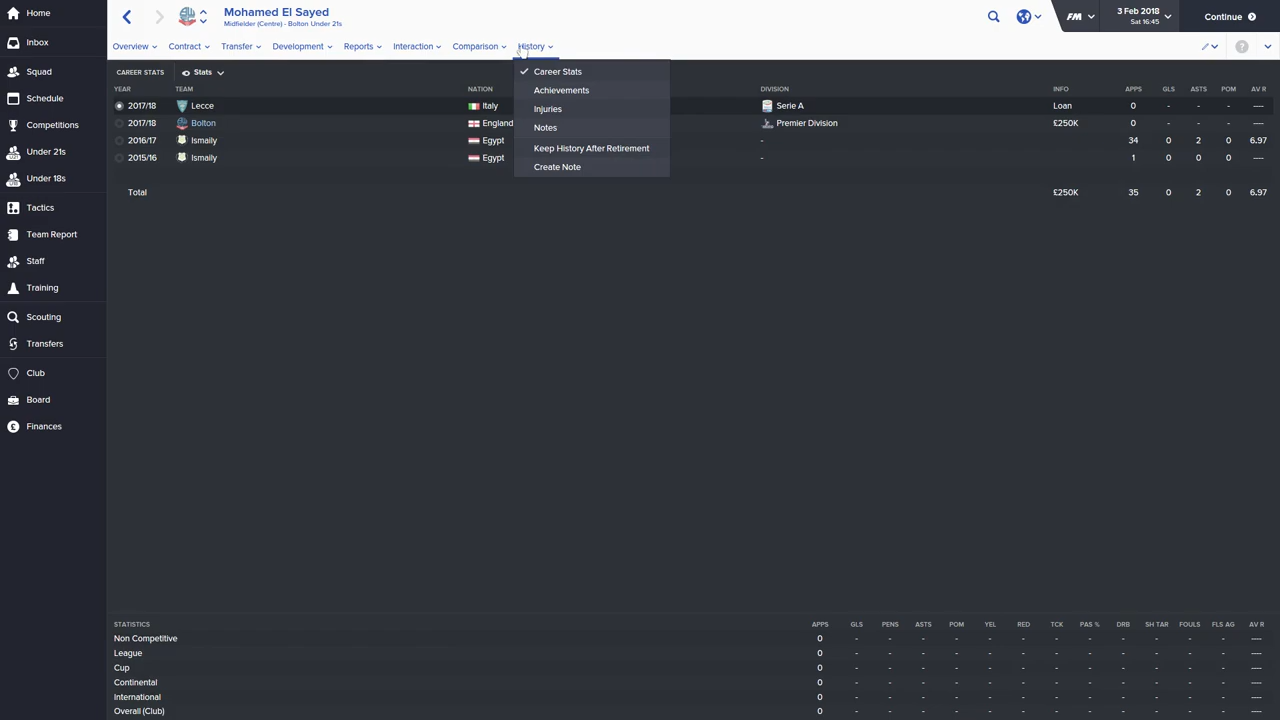 Home
Inbox
Squad
Schedule
Competitions
Under 21s
Under 18s
Tactics
Team Report
Staff
Training
Scouting
Transfers
Club
Board
Finances
Mohamed El Sayed
Midfielder (Centre) - Bolton Under 21s
FM
3 Feb 2018
Sat 16:45
Continue
Overview Contract Transfer Development Reports Interaction Comparison History
CAREER STATS Stats
Career Stats
Achievements
Injuries
Notes
Keep History After Retirement
Create Note
YEAR TEAM NATION DIVISION INFO APPS GLS ASTS POM AV R
2017/18 Lecce Italy Serie A Loan 0 - - - ----
2017/18 Bolton England Premier Division £250K 0 - - - ----
2016/17 Ismaily Egypt - 34 0 2 0 6.97
2015/16 Ismaily Egypt - 1 0 0 0 ----
Total £250K 35 0 2 0 6.97
STATISTICS APPS GLS PENS ASTS POM YEL RED TCK PAS % DRB SH TAR FOULS FLS AG AV R
Non Competitive 0 - - - - - - - - - - - - ----
League 0 - - - - - - - - - - - - ----
Cup 0 - - - - - - - - - - - - ----
Continental 0 - - - - - - - - - - - - ----
International 0 - - - - - - - - - - - - ----
Overall (Club) 0 - - - - - - - - - - - - ----